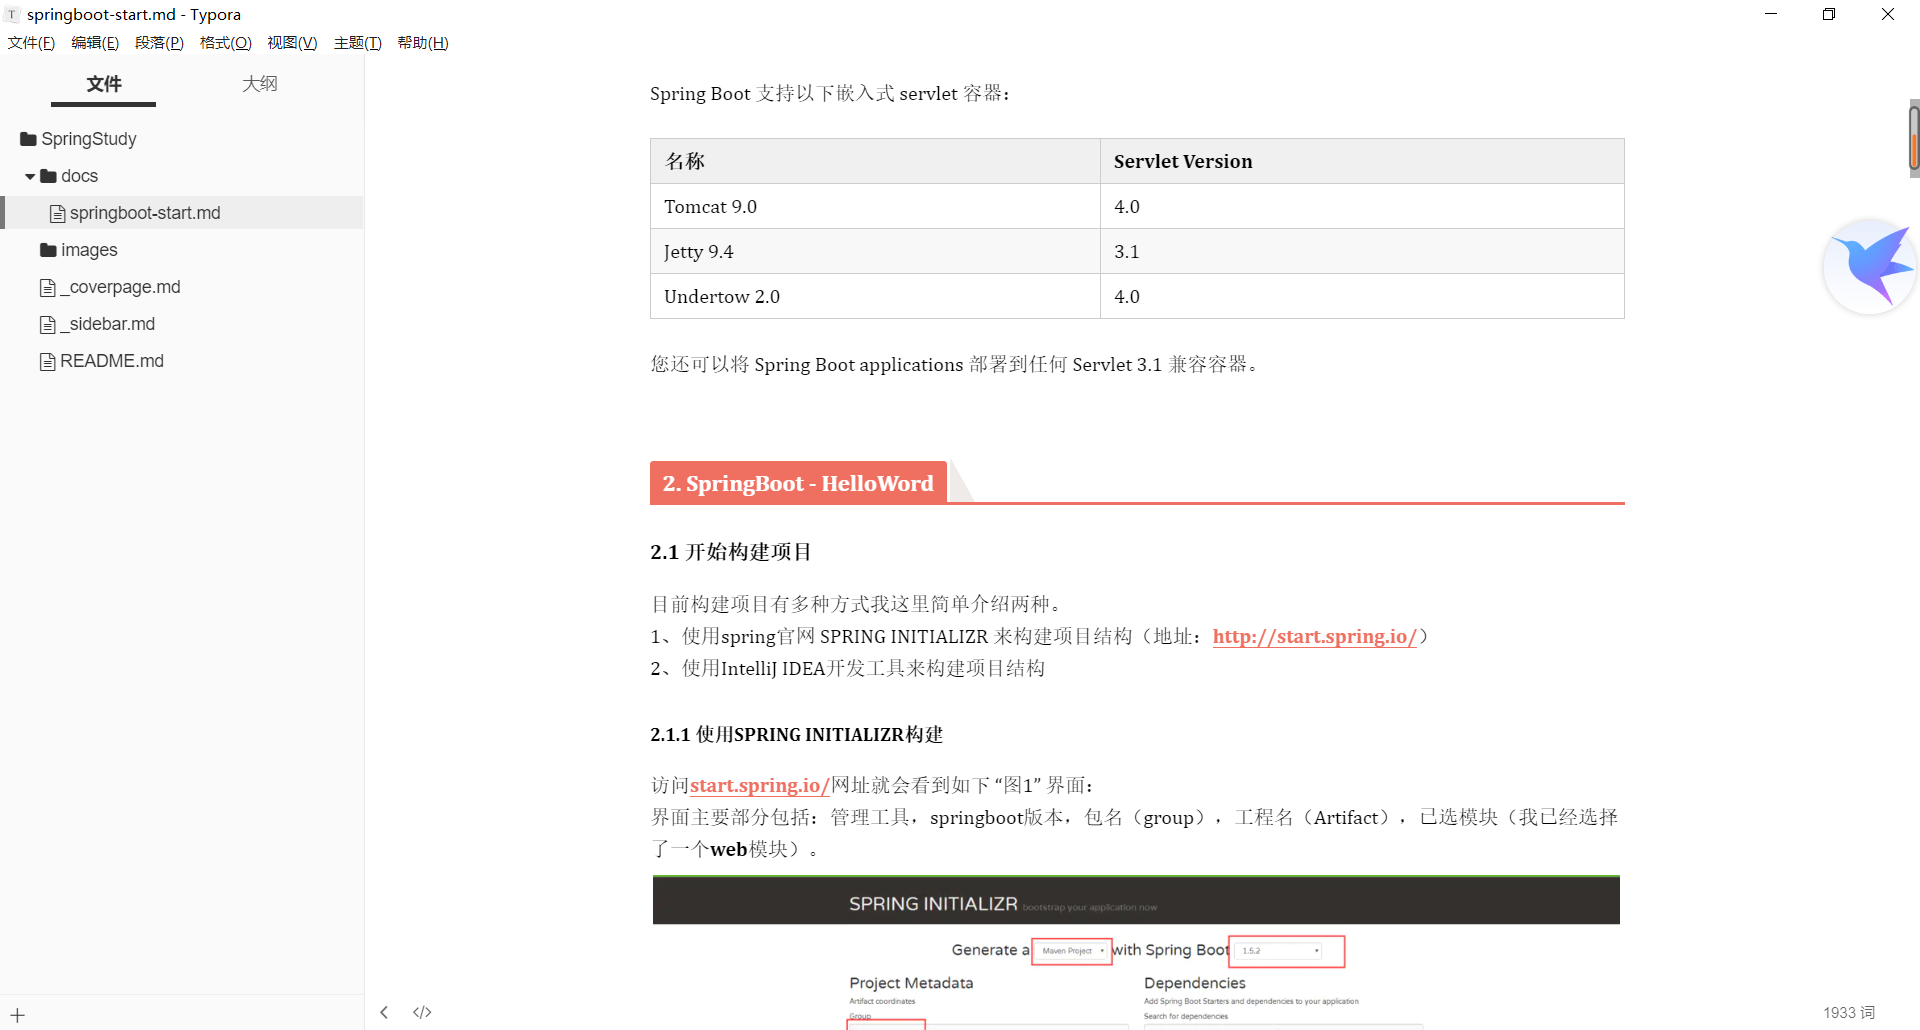 springboot-start.md - Typora
文件(F) 编辑(E) 段落(P) 格式(O) 视图(V) 主题(T) 帮助(H)
文件 大纲
SpringStudy
docs
springboot-start.md
images
_coverpage.md
_sidebar.md
README.md
Spring Boot 支持以下嵌入式 servlet 容器：
名称 Servlet Version
Tomcat 9.0 4.0
Jetty 9.4 3.1
Undertow 2.0 4.0
您还可以将 Spring Boot applications 部署到任何 Servlet 3.1 兼容容器。
2. SpringBoot - HelloWord
2.1 开始构建项目
目前构建项目有多种方式我这里简单介绍两种。
1、使用spring官网 SPRING INITIALIZR 来构建项目结构（地址：http://start.spring.io/）
2、使用IntelliJ IDEA开发工具来构建项目结构
2.1.1 使用SPRING INITIALIZR构建
访问start.spring.io/网址就会看到如下 “图1” 界面：
界面主要部分包括：管理工具，springboot版本，包名（group），工程名（Artifact），已选模块（我已经选择
了一个web模块）。
SPRING INITIALIZR bootstrap your application now
Generate a Maven Project with Spring Boot 1.5.2
Project Metadata Dependencies
Artifact coordinates Add Spring Boot Starters and dependencies to your application
Group Search for dependencies
1933 词